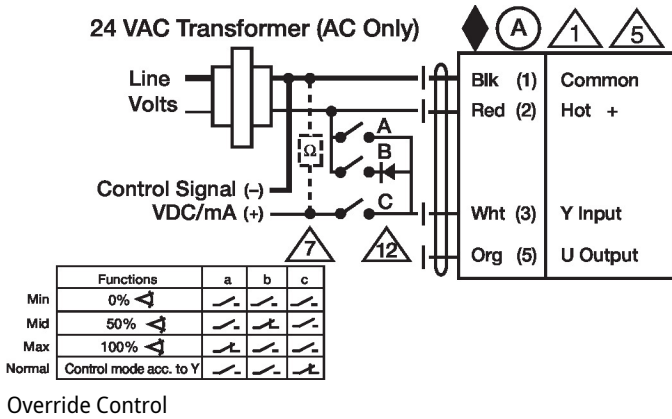 24 VAC Transformer (AC Only)
A 1 5
Line
Volts
Blk (1) Common
Red (2) Hot +
A
Ω
B
Control Signal (–)
VDC/mA (+)
C
Wht (3) Y Input
7 12
Org (5) U Output
Functions a b c
Min 0%
Mid 50%
Max 100%
Normal Control mode acc. to Y
Override Control